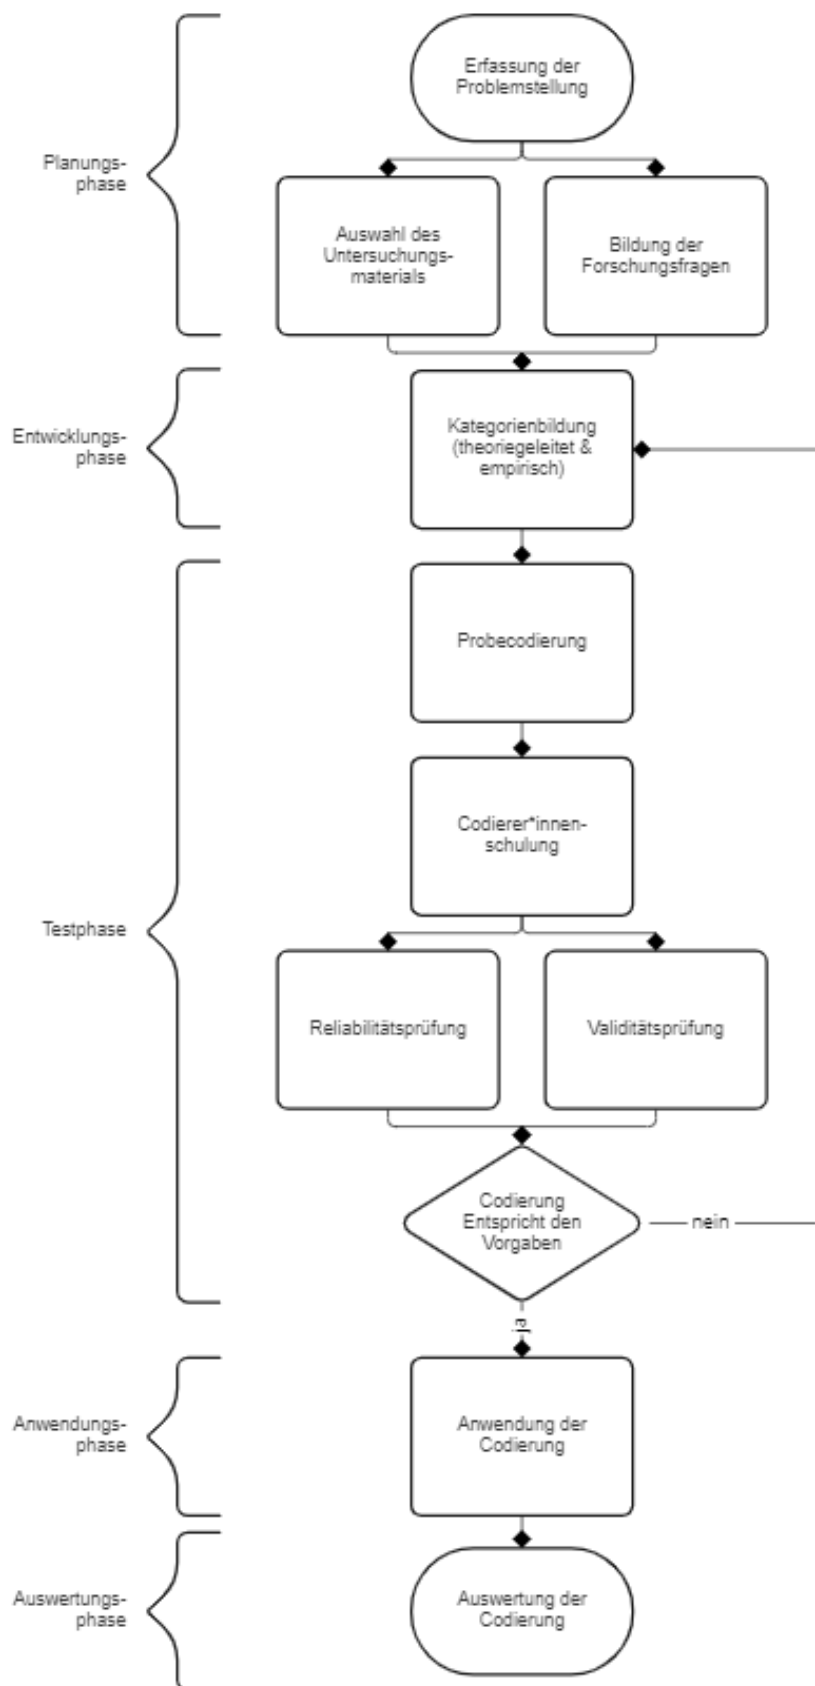 Erfassung der
Problemstellung
Planungs-
phase
Auswahl des
Untersuchungs-
materials
Bildung der
Forschungsfragen
Entwicklungs-
phase
Kategorienbildung
(theoriegeleitet &
empirisch)
Probecodierung
Codierer*innen-
schulung
Testphase
Reliabilitätsprüfung
Validitätsprüfung
Codierung
Entspricht den
Vorgaben
nein
ja
Anwendungs-
phase
Anwendung der
Codierung
Auswertungs-
phase
Auswertung der
Codierung